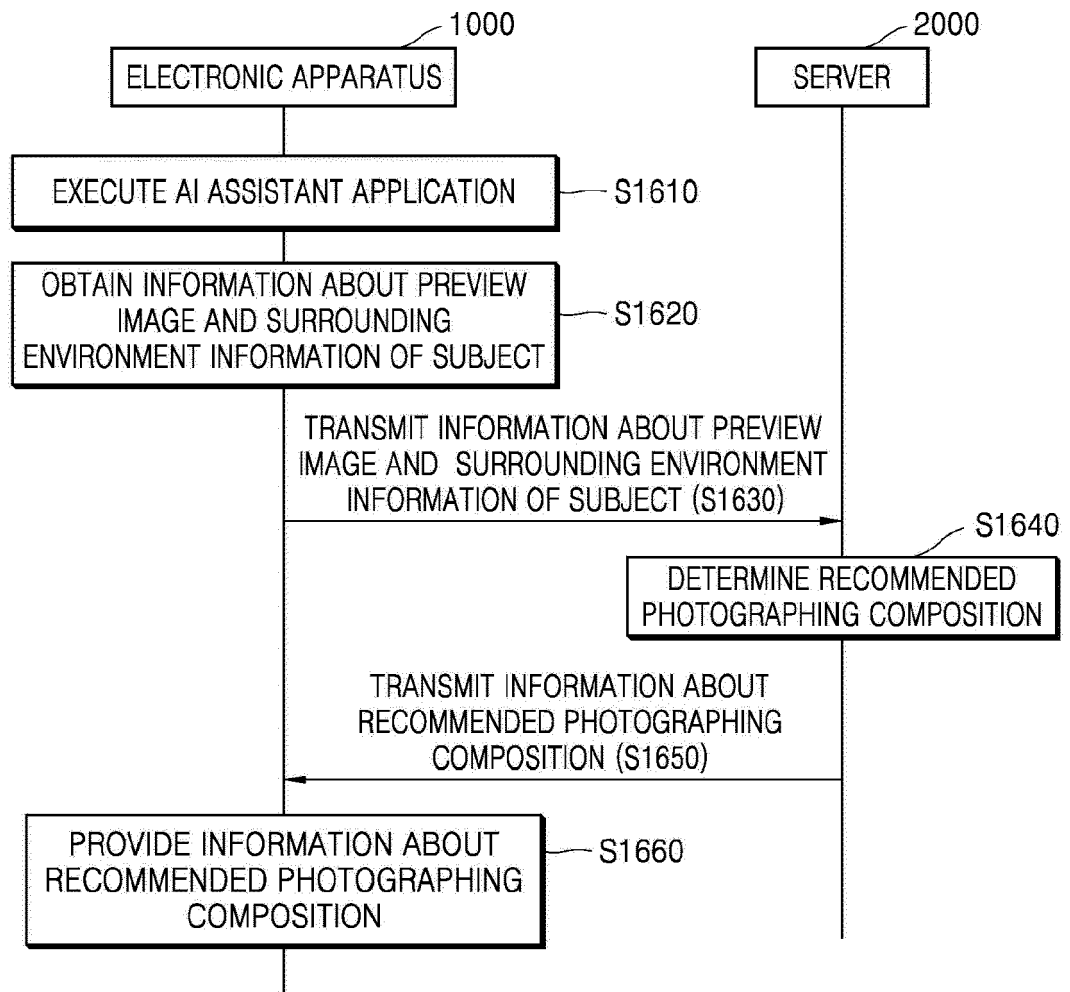 1000
2000
ELECTRONIC APPARATUS
SERVER
EXECUTE AI ASSISTANT APPLICATION
S1610
OBTAIN INFORMATION ABOUT PREVIEW
IMAGE AND SURROUNDING
ENVIRONMENT INFORMATION OF SUBJECT
S1620
TRANSMIT INFORMATION ABOUT PREVIEW
IMAGE AND SURROUNDING ENVIRONMENT
INFORMATION OF SUBJECT (S1630)
S1640
DETERMINE RECOMMENDED
PHOTOGRAPHING COMPOSITION
TRANSMIT INFORMATION ABOUT
RECOMMENDED PHOTOGRAPHING
COMPOSITION (S1650)
PROVIDE INFORMATION ABOUT
RECOMMENDED PHOTOGRAPHING
COMPOSITION
S1660